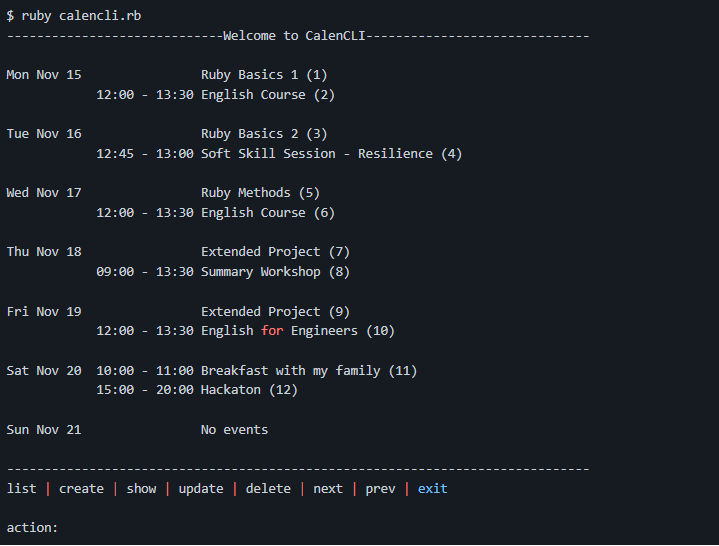 $ ruby calencli.rb
-----------------------------Welcome to CalenCLI------------------------------
Mon Nov 15                Ruby Basics 1 (1)
            12:00 - 13:30 English Course (2)
Tue Nov 16                Ruby Basics 2 (3)
            12:45 - 13:00 Soft Skill Session - Resilience (4)
Wed Nov 17                Ruby Methods (5)
            12:00 - 13:30 English Course (6)
Thu Nov 18                Extended Project (7)
            09:00 - 13:30 Summary Workshop (8)
Fri Nov 19                Extended Project (9)
            12:00 - 13:30 English for Engineers (10)
Sat Nov 20  10:00 - 11:00 Breakfast with my family (11)
            15:00 - 20:00 Hackaton (12)
Sun Nov 21                No events
------------------------------------------------------------------------------
list | create | show | update | delete | next | prev | exit
action: